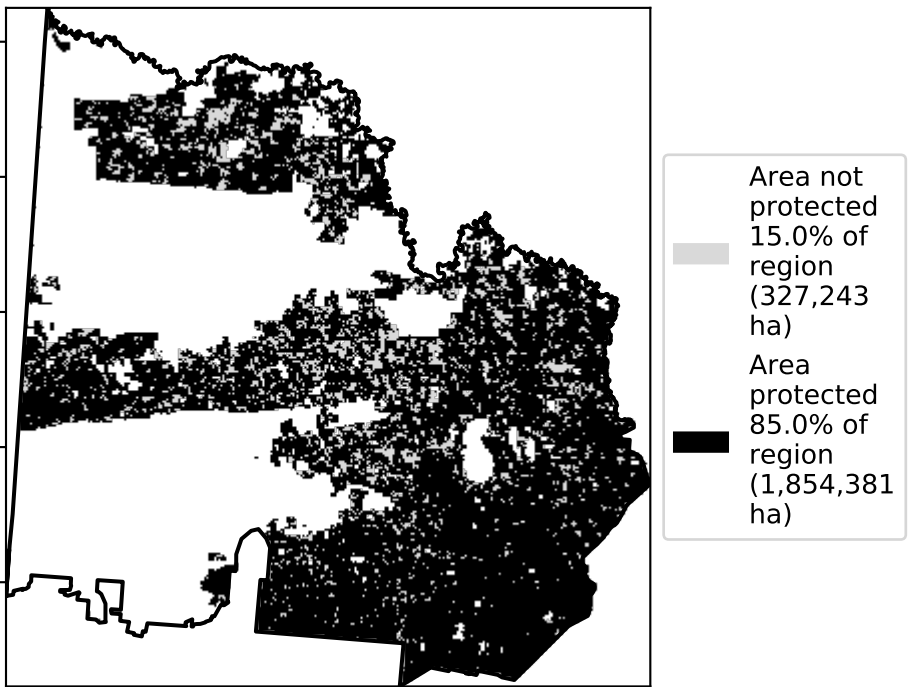 Area not
protected
15.0% of
region
(327,243
ha)
Area
protected
85.0% of
region
(1,854,381
ha)